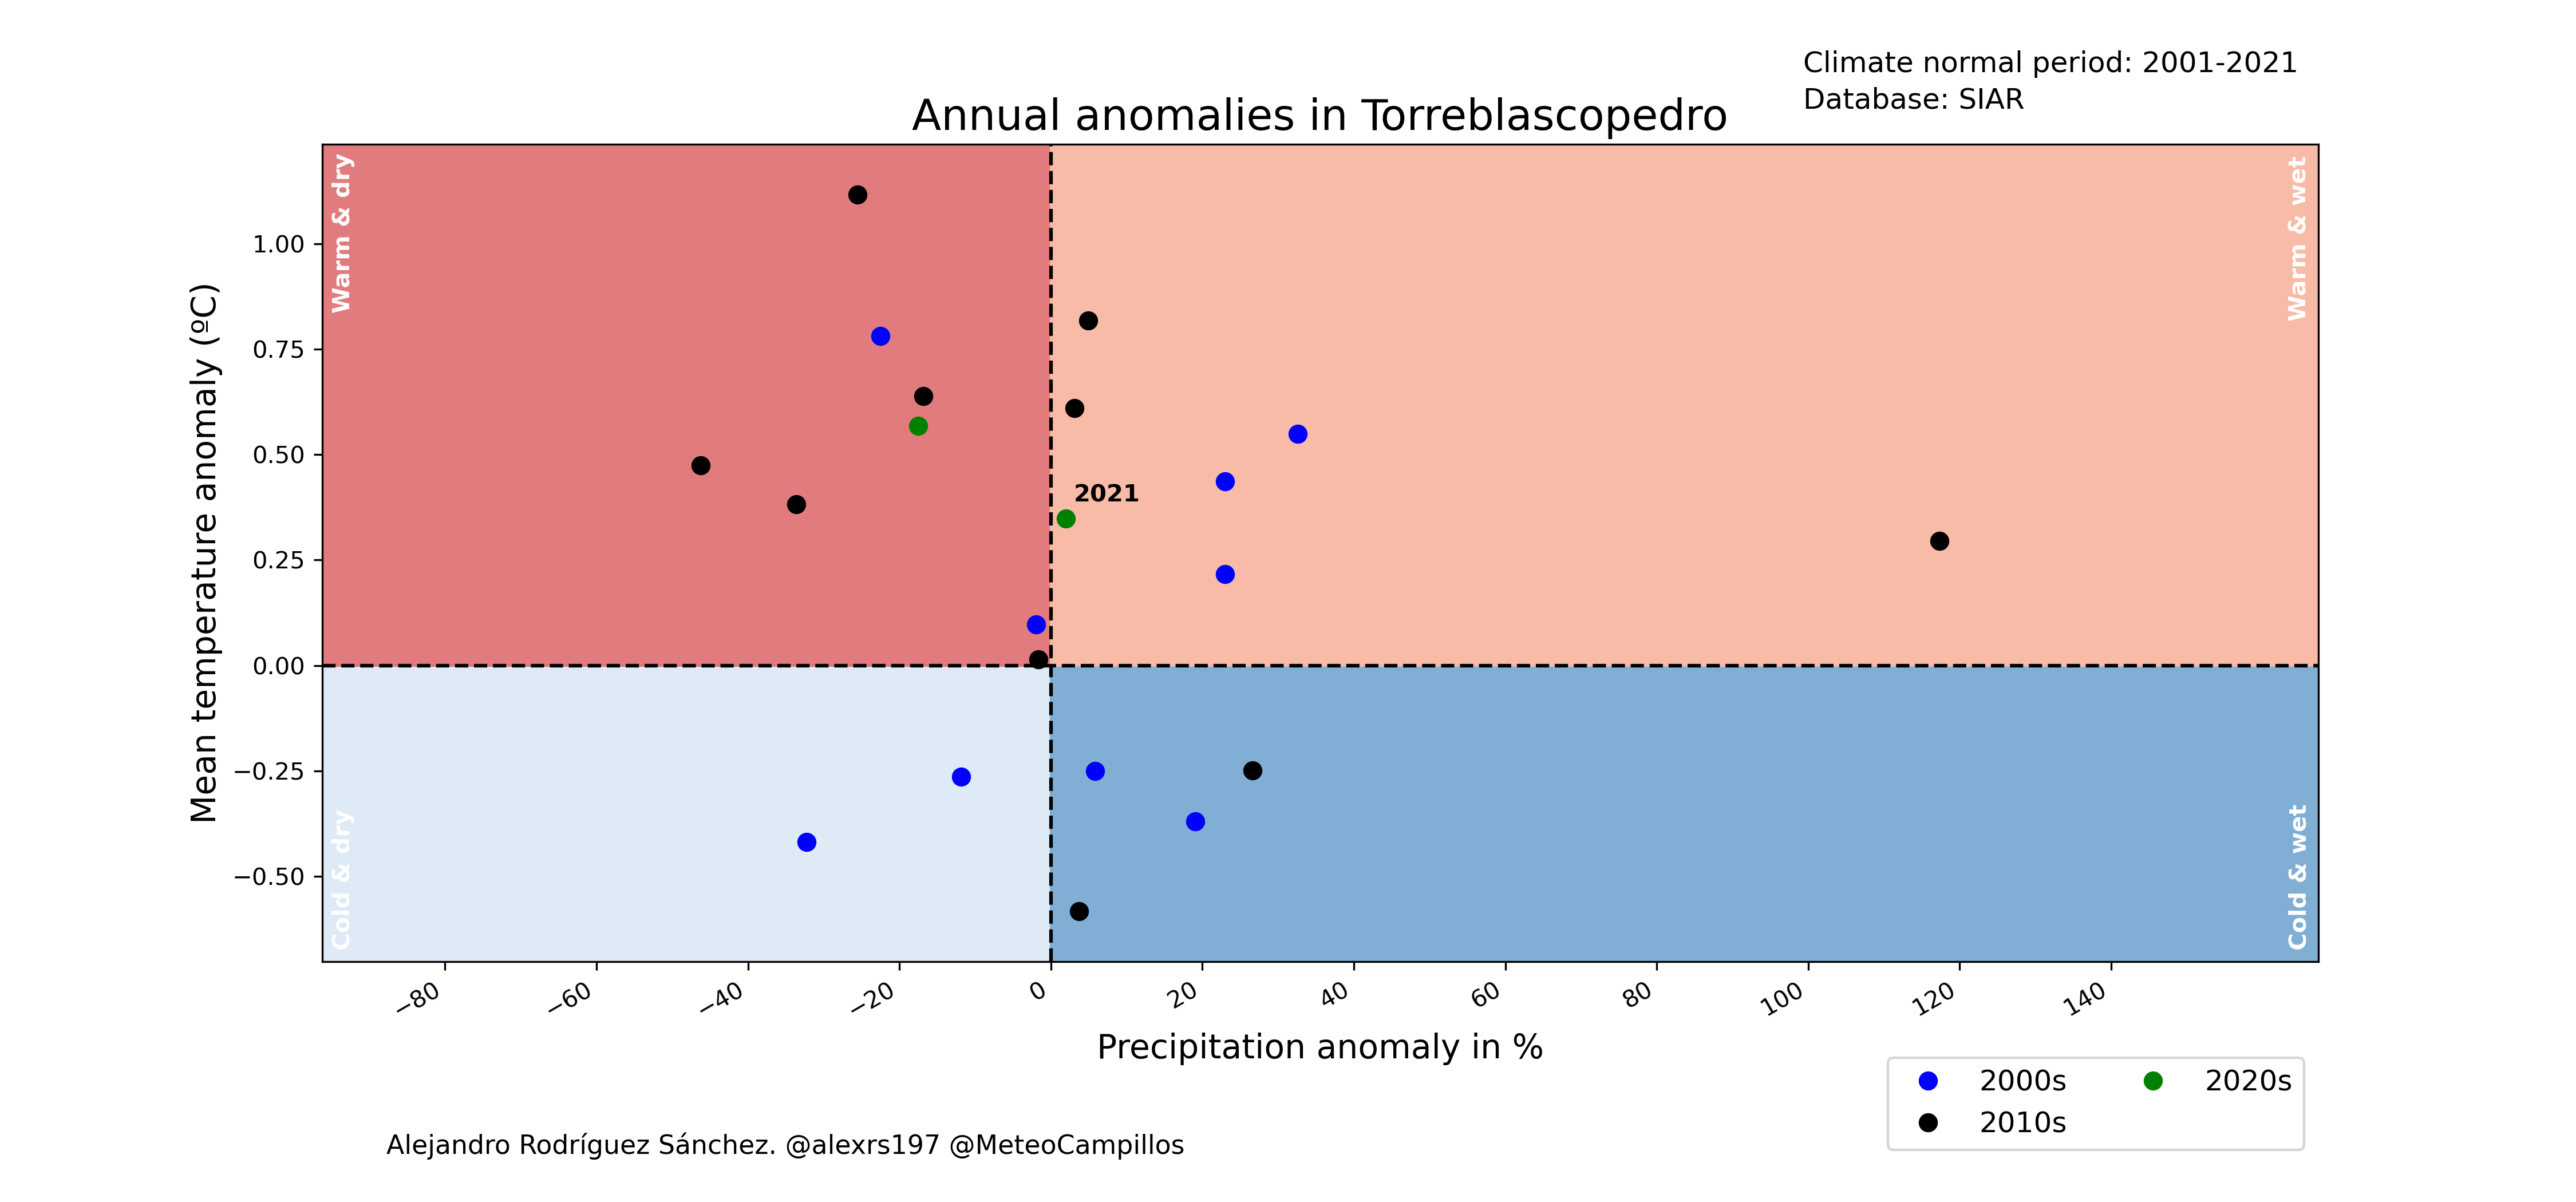 Climate normal period: 2001-2021
Database: SIAR
Annual anomalies in Torreblascopedro
Warm & dry
Warm & wet
Mean temperature anomaly (ºC)
1.00
0.75
0.50
0.25
0.00
−0.25
−0.50
2021
Cold & dry
Cold & wet
−80
−60
−40
−20
0
20
40
60
80
100
120
140
Precipitation anomaly in %
2000s
2010s
2020s
Alejandro Rodríguez Sánchez. @alexrs197 @MeteoCampillos